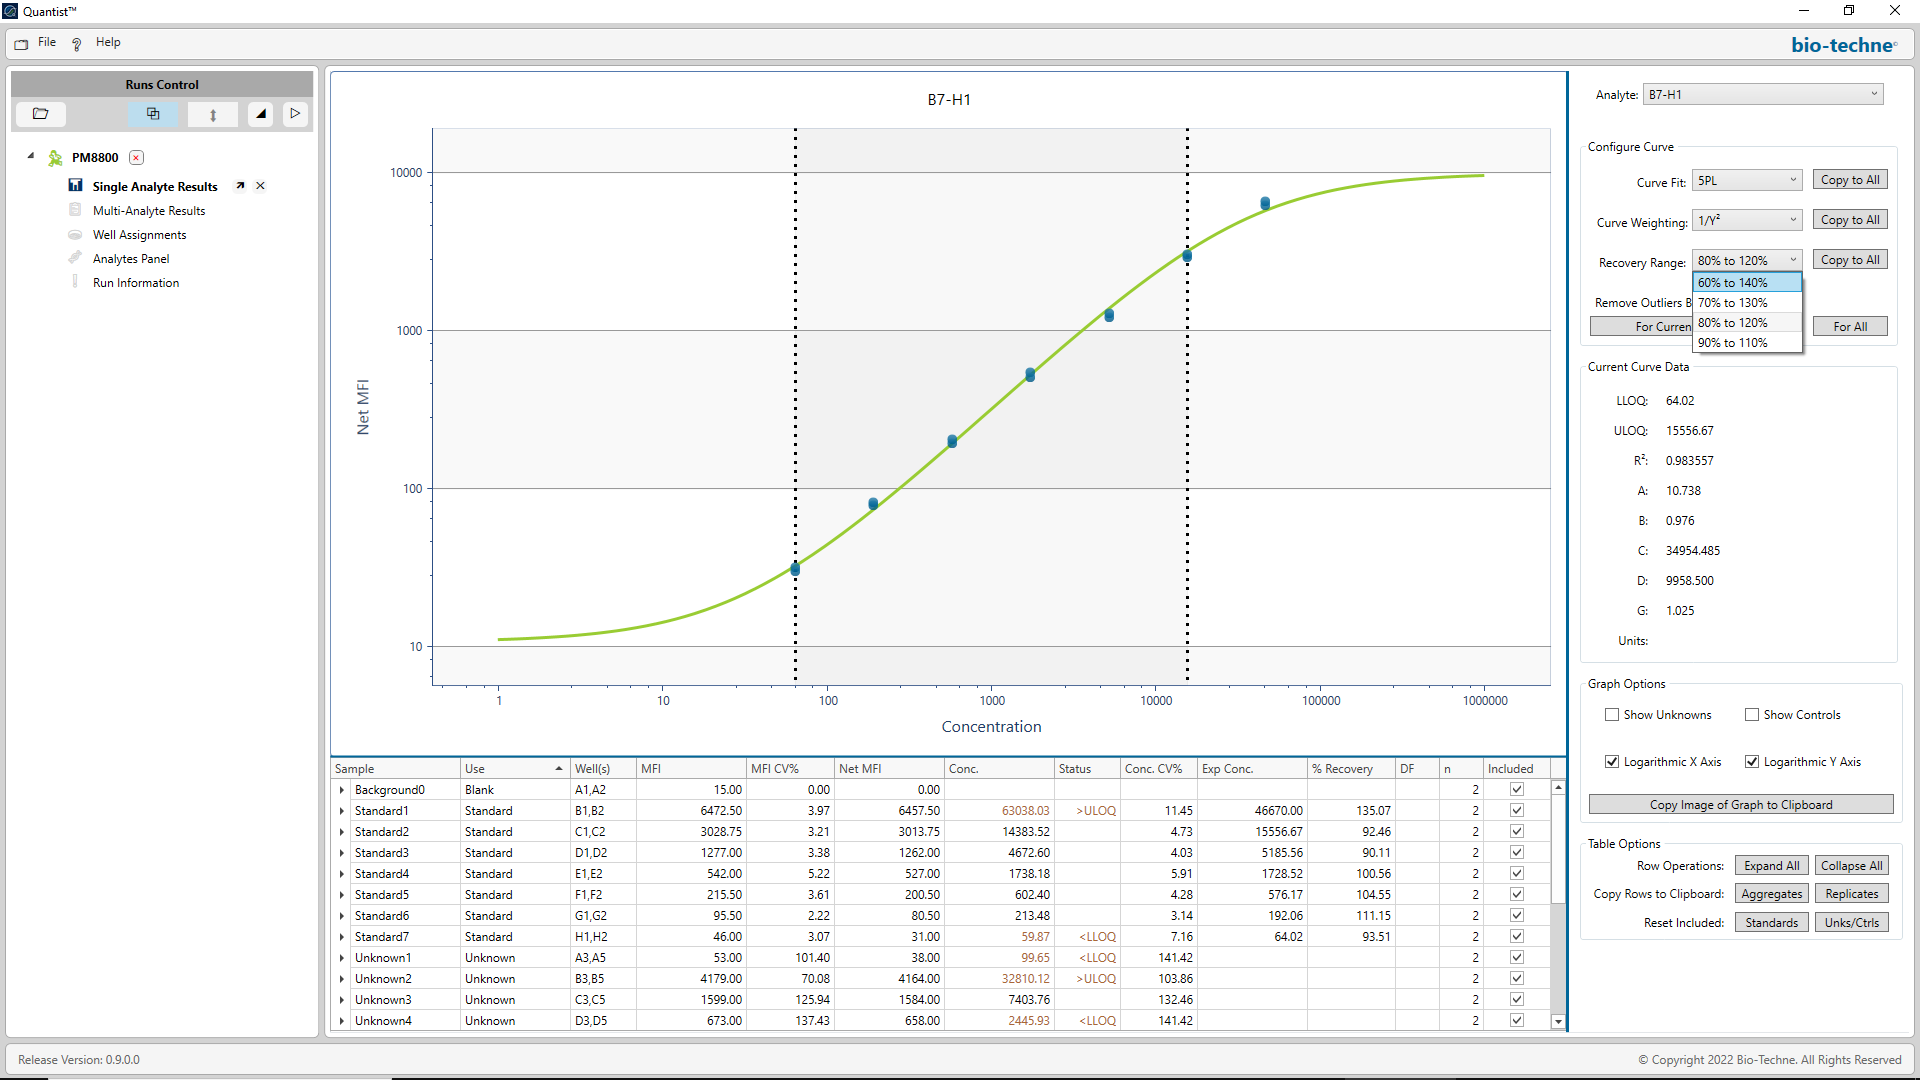 Quantist™
File Help
bio-techne®
Runs Control
PM8800
Single Analyte Results
Multi-Analyte Results
Well Assignments
Analytes Panel
Run Information
B7-H1
10000
1000
100
10
Net MFI
1 10 100 1000 10000 100000 1000000
Concentration
Analyte: B7-H1
Configure Curve
Curve Fit: 5PL Copy to All
Curve Weighting: 1/Y² Copy to All
Recovery Range: 80% to 120% Copy to All
60% to 140%
Remove Outliers B 70% to 130%
80% to 120%
For Curren For All
90% to 110%
Current Curve Data
LLOQ: 64.02
ULOQ: 15556.67
R²: 0.983557
A: 10.738
B: 0.976
C: 34954.485
D: 9958.500
G: 1.025
Units:
Graph Options
Show Unknowns Show Controls
Logarithmic X Axis Logarithmic Y Axis
Copy Image of Graph to Clipboard
Table Options
Row Operations: Expand All Collapse All
Copy Rows to Clipboard: Aggregates Replicates
Reset Included: Standards Unks/Ctrls
Sample Use Well(s) MFI MFI CV% Net MFI Conc. Status Conc. CV% Exp Conc. % Recovery DF n Included
Background0 Blank A1,A2 15.00 0.00 0.00 2
Standard1 Standard B1,B2 6472.50 3.97 6457.50 63038.03 >ULOQ 11.45 46670.00 135.07 2
Standard2 Standard C1,C2 3028.75 3.21 3013.75 14383.52 4.73 15556.67 92.46 2
Standard3 Standard D1,D2 1277.00 3.38 1262.00 4672.60 4.03 5185.56 90.11 2
Standard4 Standard E1,E2 542.00 5.22 527.00 1738.18 5.91 1728.52 100.56 2
Standard5 Standard F1,F2 215.50 3.61 200.50 602.40 4.28 576.17 104.55 2
Standard6 Standard G1,G2 95.50 2.22 80.50 213.48 3.14 192.06 111.15 2
Standard7 Standard H1,H2 46.00 3.07 31.00 59.87 <LLOQ 7.16 64.02 93.51 2
Unknown1 Unknown A3,A5 53.00 101.40 38.00 99.65 <LLOQ 141.42 2
Unknown2 Unknown B3,B5 4179.00 70.08 4164.00 32810.12 >ULOQ 103.86 2
Unknown3 Unknown C3,C5 1599.00 125.94 1584.00 7403.76 132.46 2
Unknown4 Unknown D3,D5 673.00 137.43 658.00 2445.93 <LLOQ 141.42 2
Release Version: 0.9.0.0
© Copyright 2022 Bio-Techne. All Rights Reserved